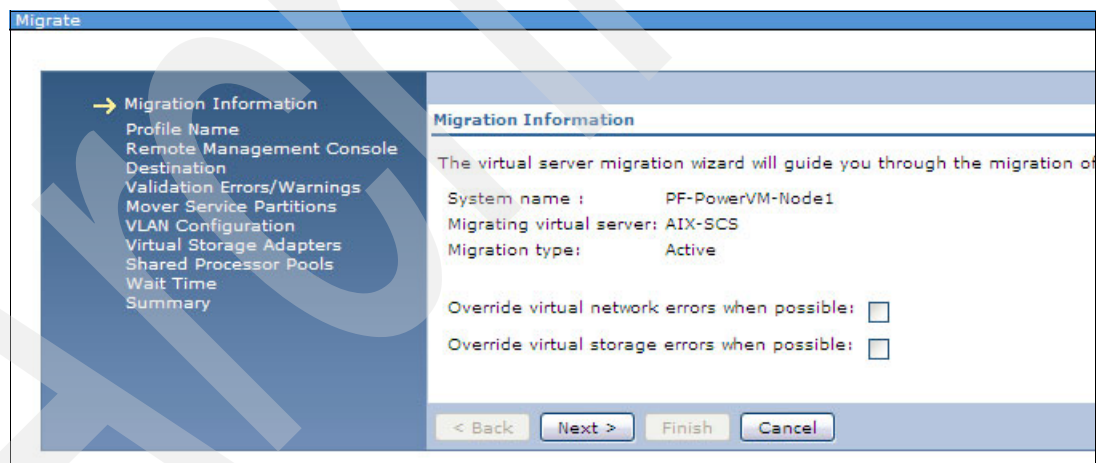 Migrate
Migration Information
Profile Name
Remote Management Console
Destination
Validation Errors/Warnings
Mover Service Partitions
VLAN Configuration
Virtual Storage Adapters
Shared Processor Pools
Wait Time
Summary
Migration Information
The virtual server migration wizard will guide you through the migration of
System name : PF-PowerVM-Node1
Migrating virtual server: AIX-SCS
Migration type: Active
Override virtual network errors when possible:
Override virtual storage errors when possible:
< Back Next > Finish Cancel